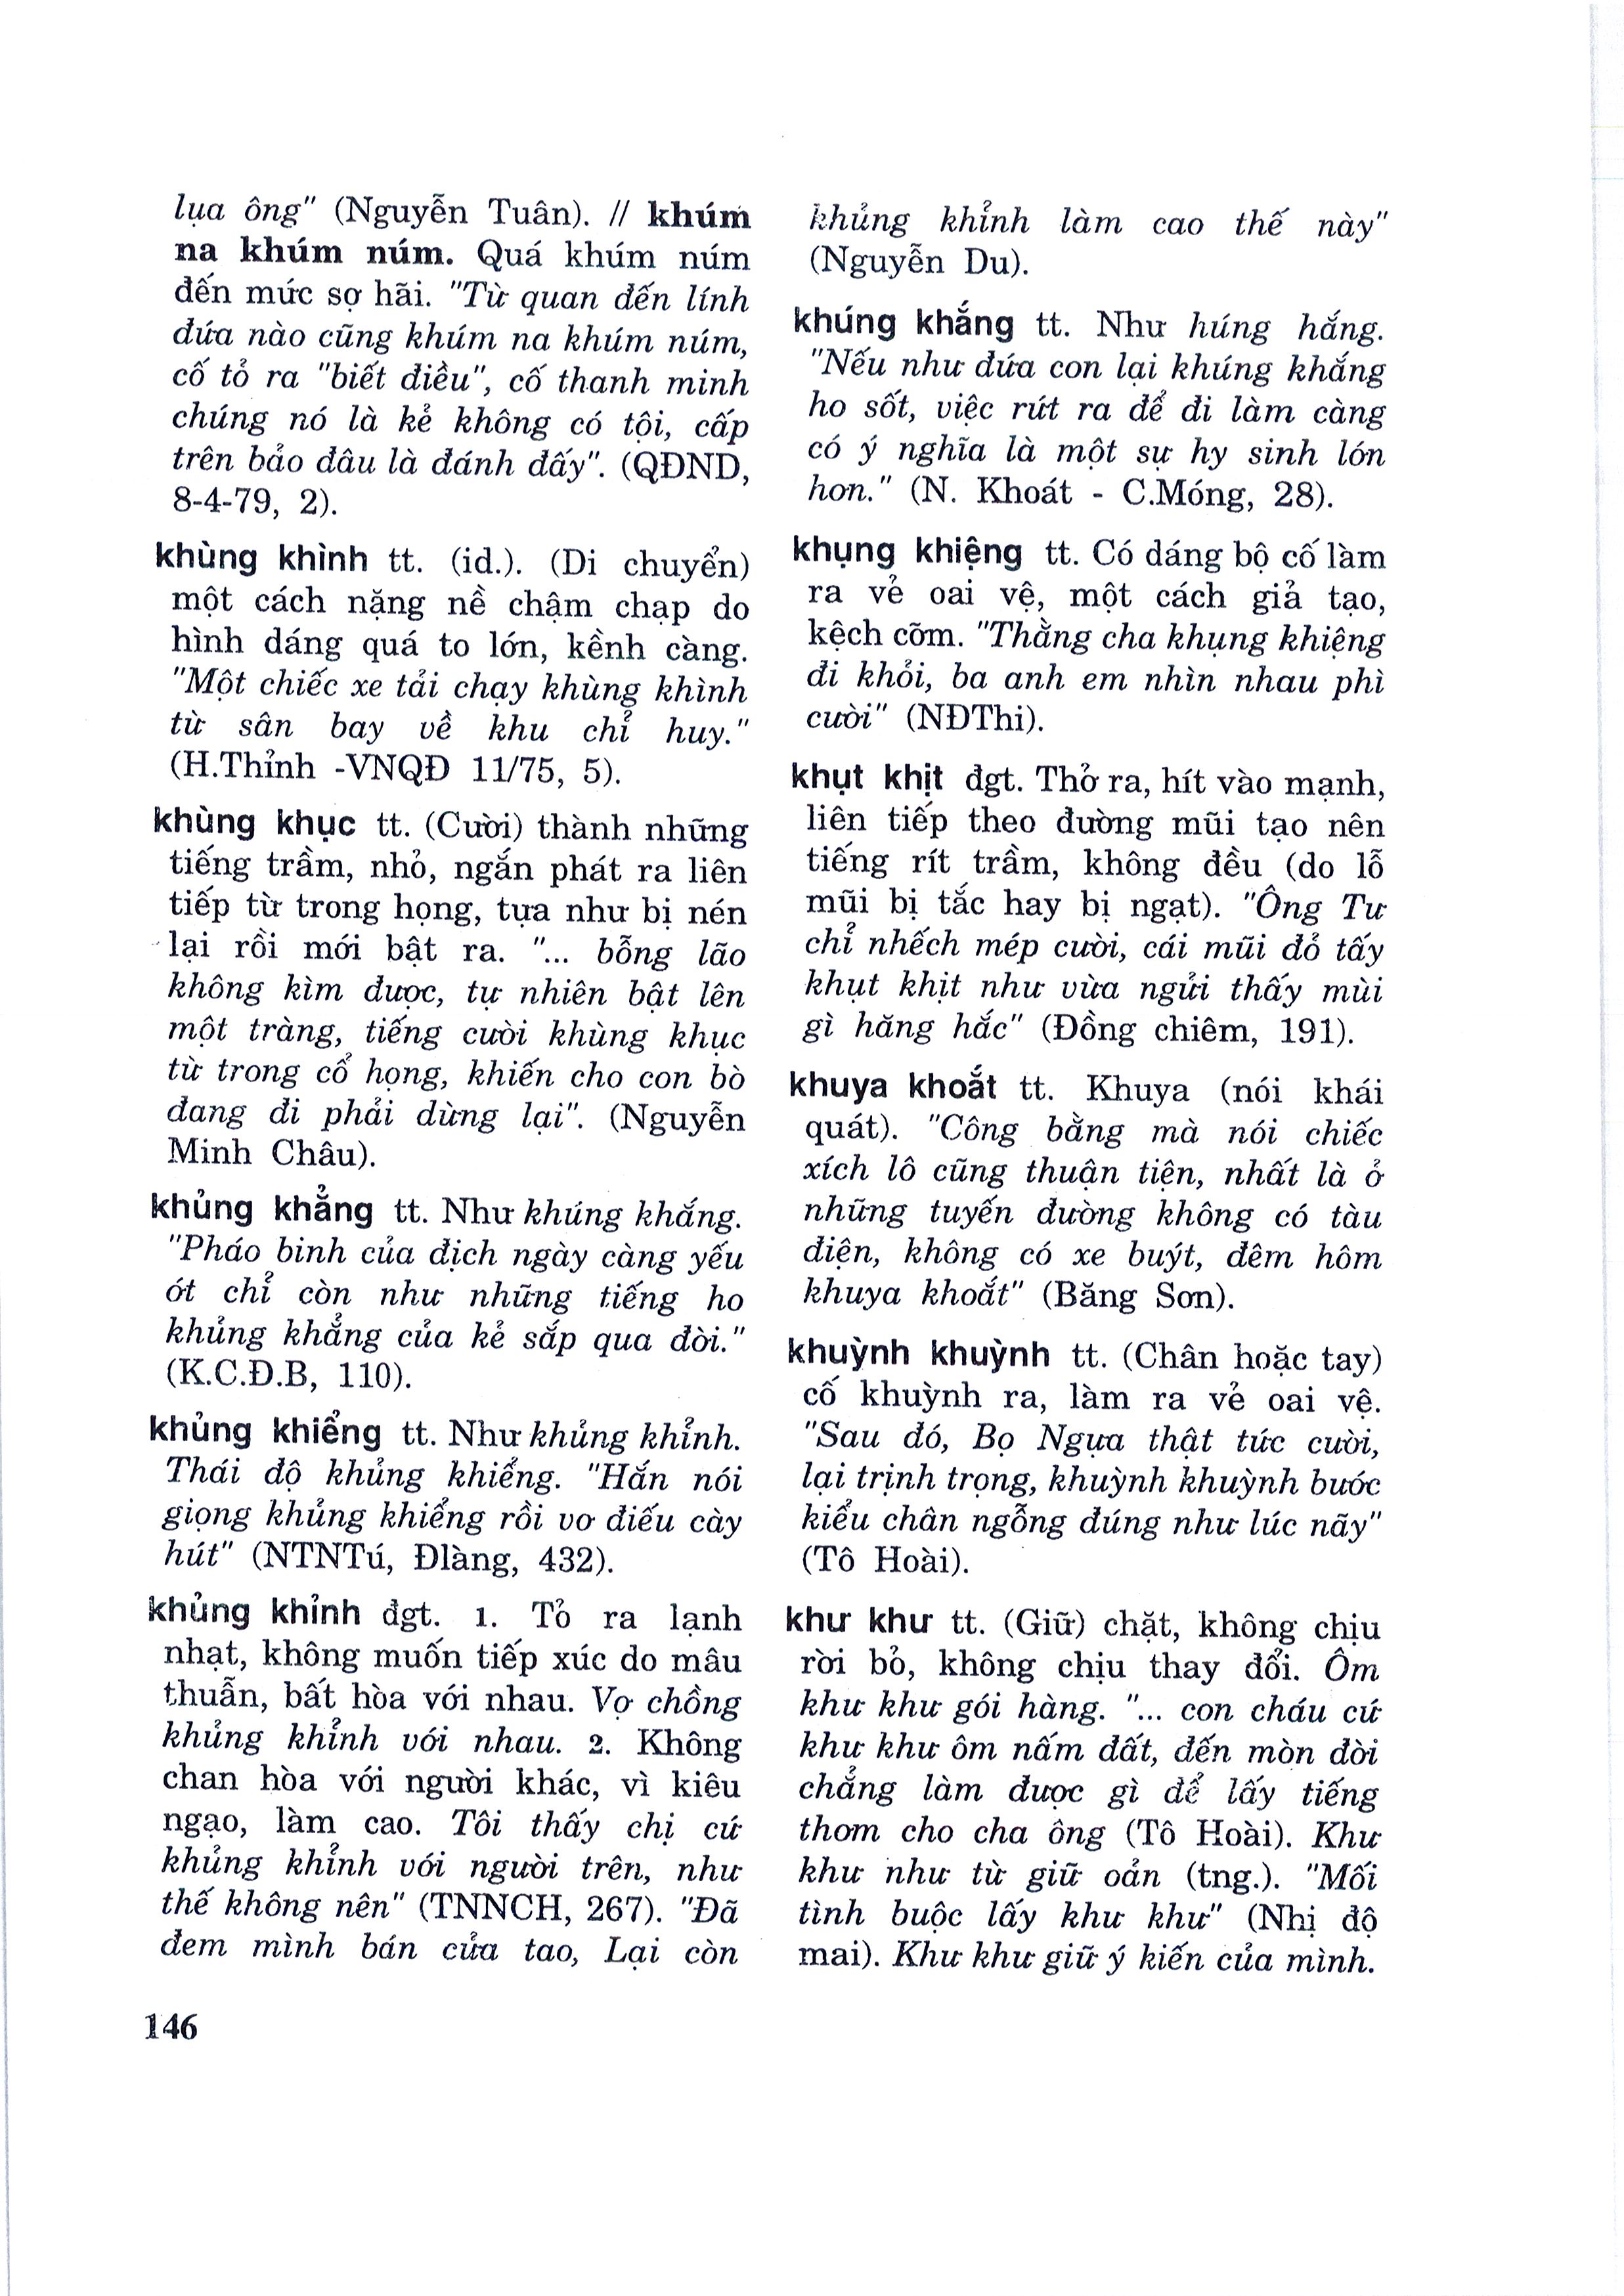 lụa ông" (Nguyễn Tuân). // khúm
na khúm núm. Quá khúm núm
đến mức sợ hãi. "Từ quan đến lính
đứa nào cũng khúm na khúm núm,
cố tỏ ra "biết điều", cố thanh minh
chúng nó là kẻ không có tội, cấp
trên bảo đâu là đánh đấy". (QĐND,
8-4-79, 2).
khùng khình tt. (id.). (Di chuyển)
một cách nặng nề chậm chạp do
hình dáng quá to lớn, kềnh càng.
"Một chiếc xe tải chạy khùng khình
từ sân bay về khu chỉ huy."
(H.Thỉnh -VNQĐ 11/75, 5).
khùng khục tt. (Cười) thành những
tiếng trầm, nhỏ, ngắn phát ra liên
tiếp từ trong họng, tựa như bị nén
lại rồi mới bật ra. "... bỗng lão
không kìm được, tự nhiên bật lên
một tràng, tiếng cười khùng khục
từ trong cổ họng, khiến cho con bò
đang đi phải dừng lại". (Nguyễn
Minh Châu).
khủng khẳng tt. Như khúng khắng.
"Pháo binh của địch ngày càng yếu
ớt chỉ còn như những tiếng ho
khủng khẳng của kẻ sắp qua đời."
(K.C.Đ.B, 110).
khủng khiểng tt. Như khủng khỉnh.
Thái độ khủng khiểng. "Hắn nói
giọng khủng khiểng rồi vơ điếu cày
hút" (NTNTú, Đlàng, 432).
khủng khỉnh đgt. 1. Tỏ ra lạnh
nhạt, không muốn tiếp xúc do mâu
thuẫn, bất hòa với nhau. Vợ chồng
khủng khỉnh với nhau. 2. Không
chan hòa với người khác, vì kiêu
ngạo, làm cao. Tôi thấy chị cứ
khủng khỉnh với người trên, như
thế không nên" (TNNCH, 267). "Đã
đem mình bán cửa tao, Lại còn
khủng khỉnh làm cao thế này"
(Nguyễn Du).
khúng khắng tt. Như húng hắng.
"Nếu như đứa con lại khúng khắng
ho sốt, việc rứt ra để đi làm càng
có ý nghĩa là một sự hy sinh lớn
hơn." (N. Khoát - C.Móng, 28).
khụng khiệng tt. Có dáng bộ cố làm
ra vẻ oai vệ, một cách giả tạo,
kệch cỡm. "Thằng cha khụng khiệng
đi khỏi, ba anh em nhìn nhau phì
cười" (NĐThi).
khụt khịt đgt. Thở ra, hít vào mạnh,
liên tiếp theo đường mũi tạo nên
tiếng rít trầm, không đều (do lỗ
mũi bị tắc hay bị ngạt). "Ông Tư
chỉ nhếch mép cười, cái mũi đỏ tấy
khụt khịt như vừa ngửi thấy mùi
gì hăng hắc" (Đồng chiêm, 191).
khuya khoắt tt. Khuya (nói khái
quát). "Công bằng mà nói chiếc
xích lô cũng thuận tiện, nhất là ở
những tuyến đường không có tàu
điện, không có xe buýt, đêm hôm
khuya khoắt" (Băng Sơn).
khuỳnh khuỳnh tt. (Chân hoặc tay)
cố khuỳnh ra, làm ra vẻ oai vệ.
"Sau đó, Bọ Ngựa thật tức cười,
lại trịnh trọng, khuỳnh khuỳnh bước
kiểu chân ngỗng đúng như lúc nãy"
(Tô Hoài).
khư khư tt. (Giữ) chặt, không chịu
rời bỏ, không chịu thay đổi. Ôm
khư khư gói hàng. "... con cháu cứ
khư khư ôm nấm đất, đến mòn đời
chẳng làm được gì để lấy tiếng
thơm cho cha ông (Tô Hoài). Khư
khư như từ giữ oản (tng.). "Mối
tình buộc lấy khư khư" (Nhị độ
mai). Khư khư giữ ý kiến của mình.
146